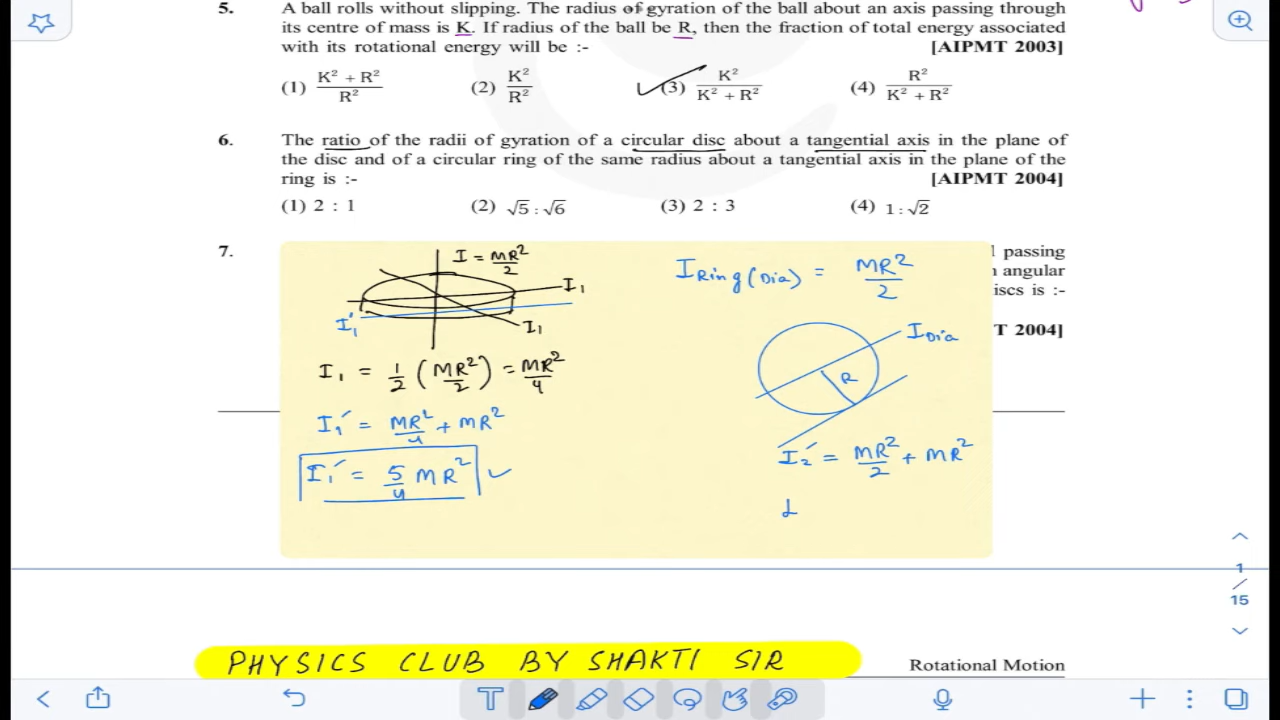 5. A ball rolls without slipping. The radius of gyration of the ball about an axis passing through
its centre of mass is K. If radius of the ball be R, then the fraction of total energy associated
with its rotational energy will be :- [AIPMT 2003]
(1) K² + R² / R² (2) K² / R² (3) K² / K² + R² (4) R² / K² + R²
6. The ratio of the radii of gyration of a circular disc about a tangential axis in the plane of
the disc and of a circular ring of the same radius about a tangential axis in the plane of the
ring is :- [AIPMT 2004]
(1) 2 : 1 (2) √5 : √6 (3) 2 : 3 (4) 1 : √2
7. passing
angular
iscs is :-
T 2004]
I = MR²/2
I₁
I₁'
I₁
I₁ = 1/2 (MR²/2) = MR²/4
I₁' = MR²/4 + MR²
I₁' = 5/4 MR²
I Ring (Dia) = MR²/2
I Dia
R
I₂' = MR²/2 + MR²
1
/
15
PHYSICS CLUB BY SHAKTI SIR
Rotational Motion
T